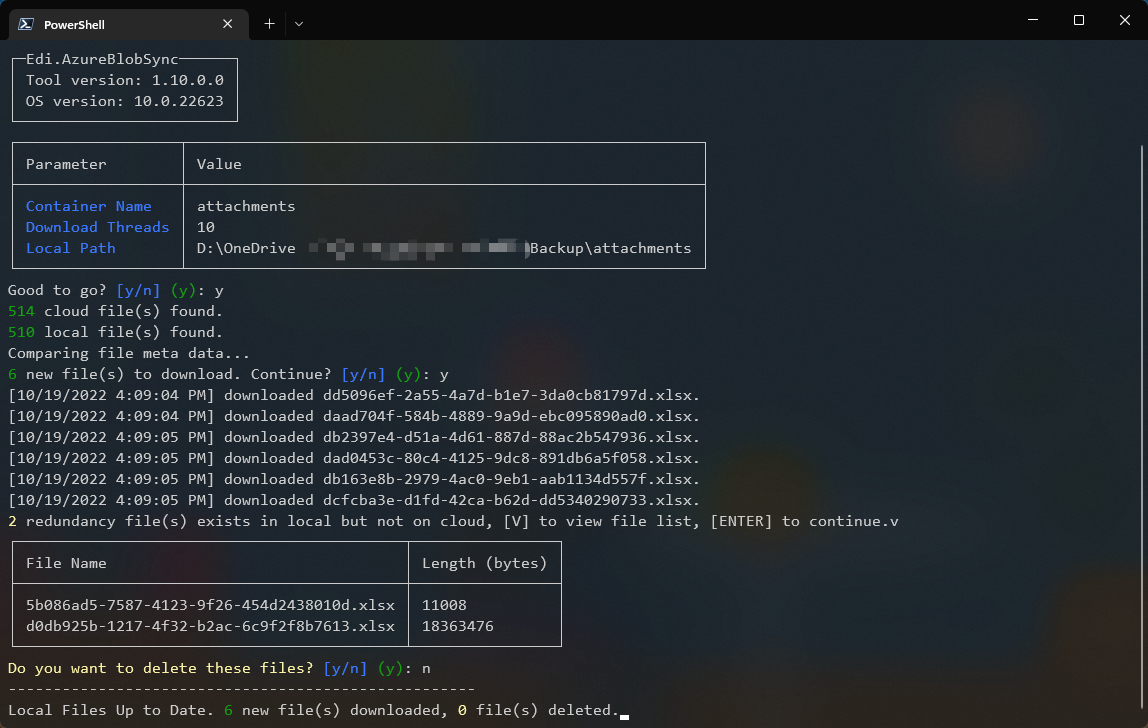 PowerShell
Edi.AzureBlobSync
Tool version: 1.10.0.0
OS version: 10.0.22623
Parameter Value
Container Name attachments
Download Threads 10
Local Path D:\OneDrive Backup\attachments
Good to go? [y/n] (y): y
514 cloud file(s) found.
510 local file(s) found.
Comparing file meta data...
6 new file(s) to download. Continue? [y/n] (y): y
[10/19/2022 4:09:04 PM] downloaded dd5096ef-2a55-4a7d-b1e7-3da0cb81797d.xlsx.
[10/19/2022 4:09:04 PM] downloaded daad704f-584b-4889-9a9d-ebc095890ad0.xlsx.
[10/19/2022 4:09:05 PM] downloaded db2397e4-d51a-4d61-887d-88ac2b547936.xlsx.
[10/19/2022 4:09:05 PM] downloaded dad0453c-80c4-4125-9dc8-891db6a5f058.xlsx.
[10/19/2022 4:09:05 PM] downloaded db163e8b-2979-4ac0-9eb1-aab1134d557f.xlsx.
[10/19/2022 4:09:05 PM] downloaded dcfcba3e-d1fd-42ca-b62d-dd5340290733.xlsx.
2 redundancy file(s) exists in local but not on cloud, [V] to view file list, [ENTER] to continue.v
File Name Length (bytes)
5b086ad5-7587-4123-9f26-454d2438010d.xlsx 11008
d0db925b-1217-4f32-b2ac-6c9f2f8b7613.xlsx 18363476
Do you want to delete these files? [y/n] (y): n
----------------------------------------------------
Local Files Up to Date. 6 new file(s) downloaded, 0 file(s) deleted.